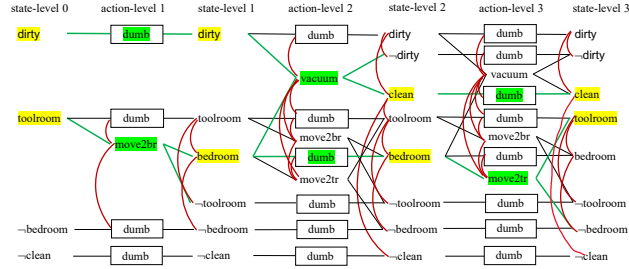 state-level 0 action-level 1 state-level 1 action-level 2 state-level 2 action-level 3 state-level 3
dirty dumb dirty dumb dirty dumb dirty
¬dirty dumb ¬dirty
vacuum vacuum
clean dumb clean
toolroom dumb toolroom dumb toolroom dumb toolroom
move2br move2br move2br
bedroom dumb bedroom dumb bedroom
move2tr move2tr
¬toolroom dumb ¬toolroom dumb ¬toolroom
¬bedroom dumb ¬bedroom dumb ¬bedroom dumb ¬bedroom
¬clean dumb ¬clean dumb ¬clean dumb ¬clean